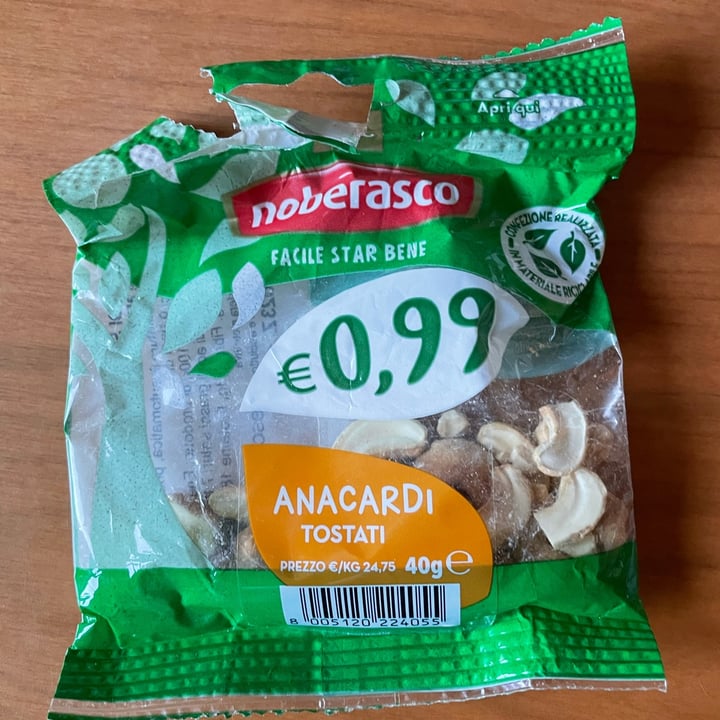 Apri qui
noberasco
FACILE STAR BENE
CONFEZIONE REALIZZATA
IN MATERIALE
€0,99
ANACARDI
TOSTATI
PREZZO €/KG 24,75 40g e
8 005120 224055